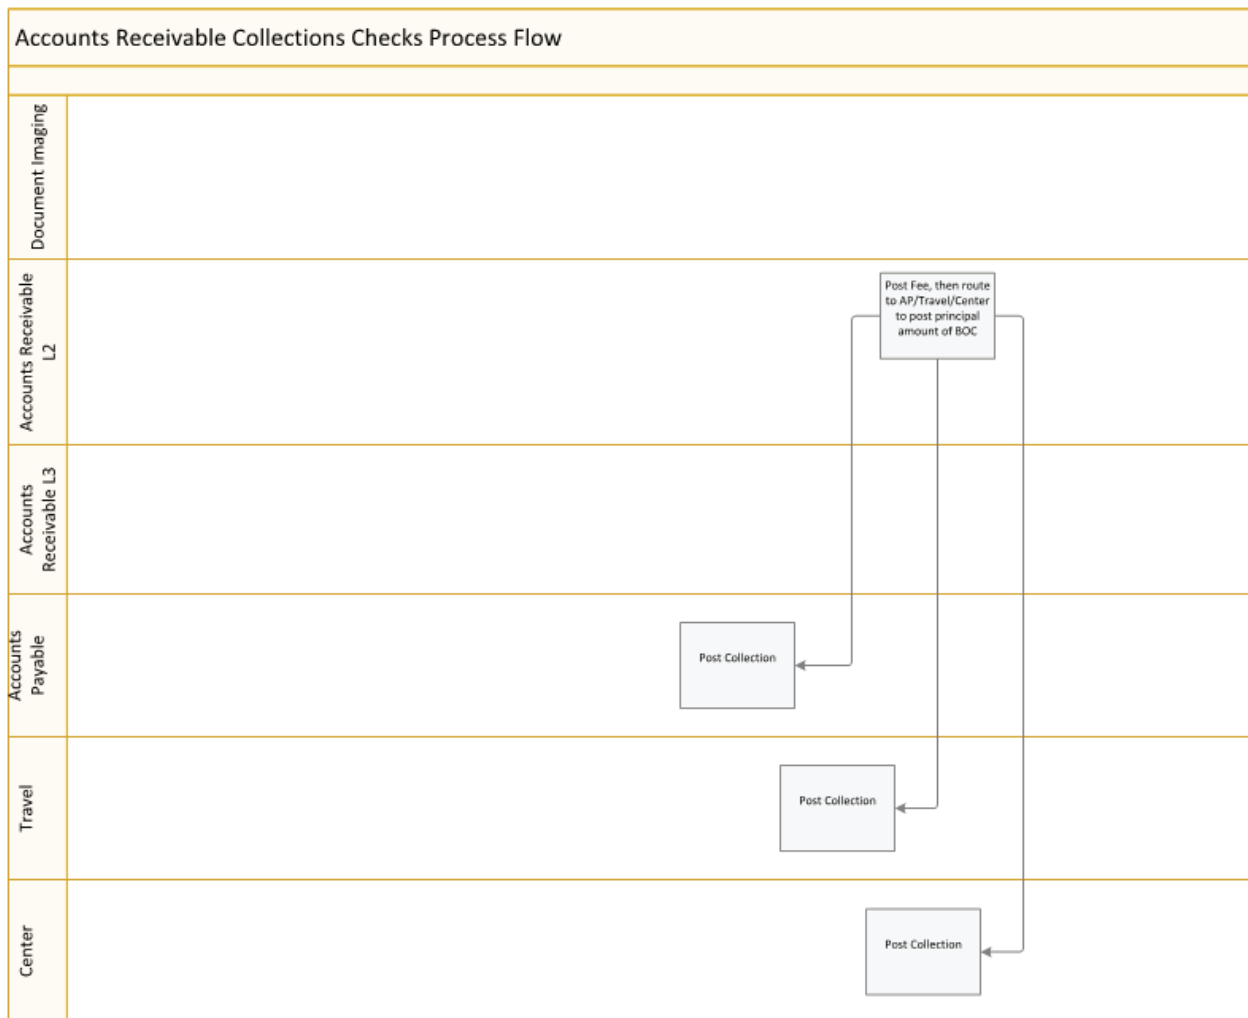 Accounts Receivable Collections Checks Process Flow
Document Imaging
Accounts Receivable
L2
Post Fee, then route
to AP/Travel/Center
to post principal
amount of BOC
Accounts
Receivable L3
Accounts
Payable
Post Collection
Travel
Post Collection
Center
Post Collection